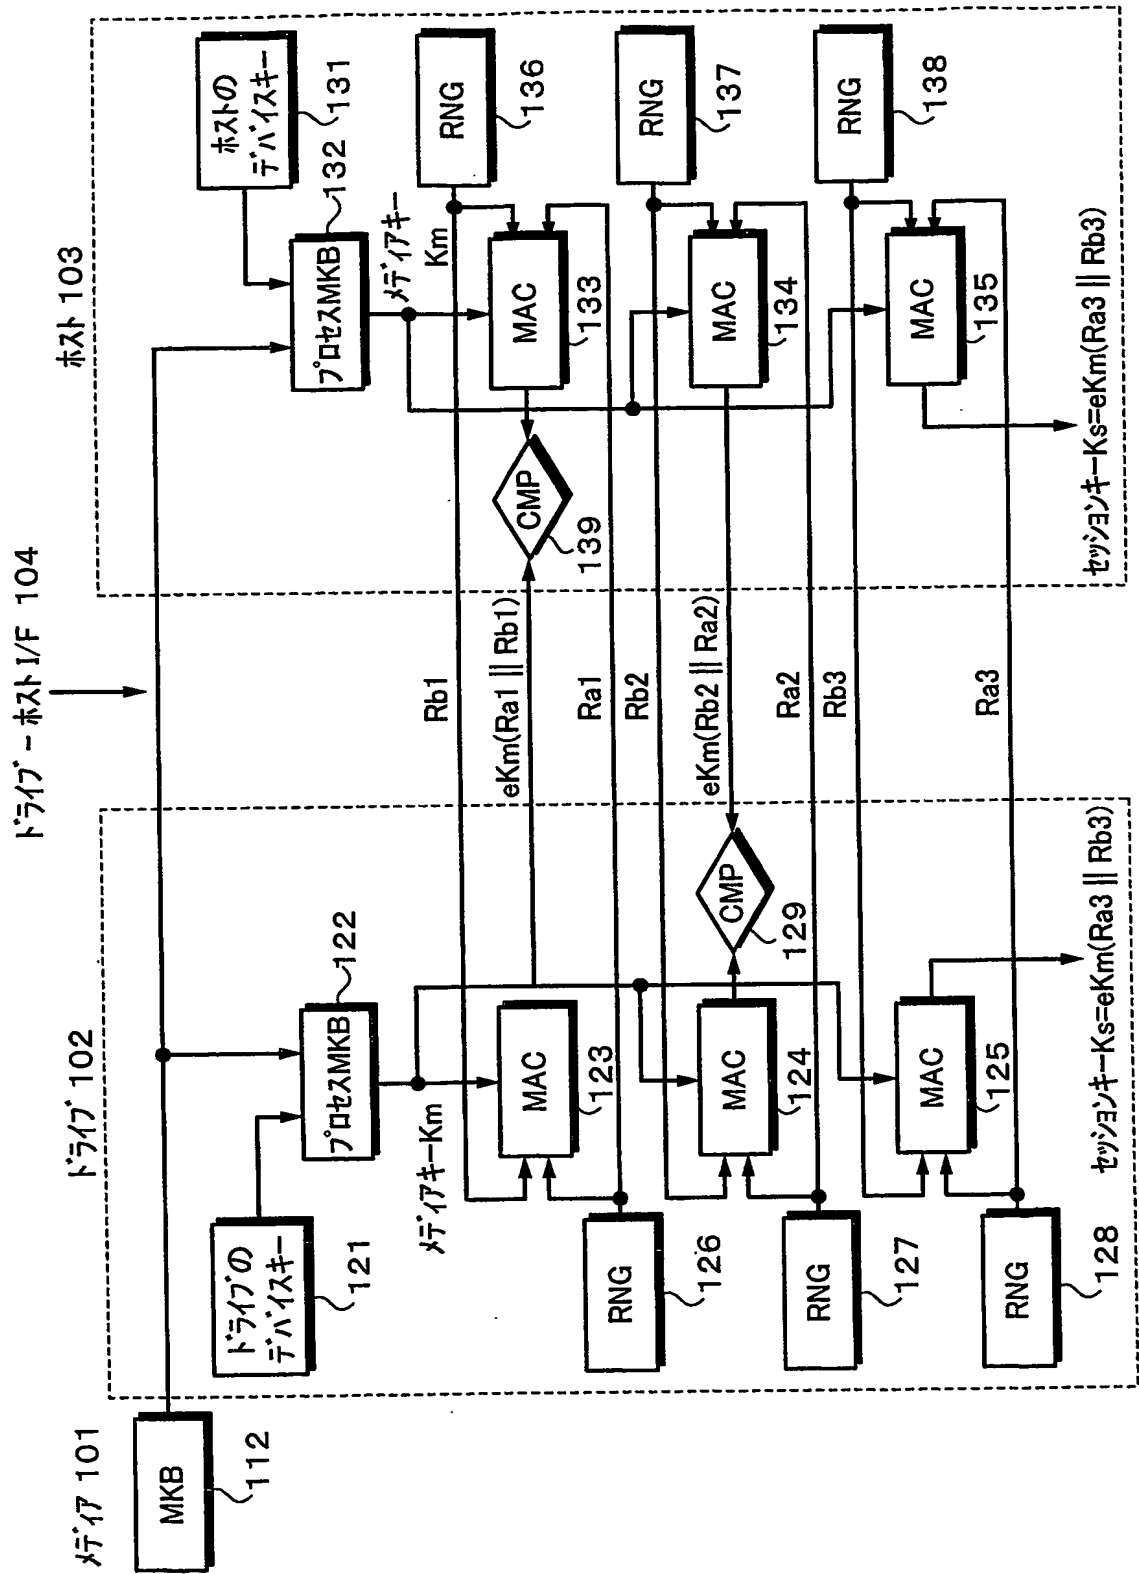 ドライブ－ホストI/F 104
メディア 101
ドライブ 102
ホスト 103
MKB
112
ドライブの
デバイスキー
121
プロセスMKB
122
メディアキーKm
ホストの
デバイスキー
131
プロセスMKB
132
メディアキー
Km
RNG
136
Rb1
MAC
123
eKm(Ra1 || Rb1)
CMP
139
MAC
133
RNG
126
Ra1
RNG
137
Rb2
MAC
124
CMP
129
eKm(Rb2 || Ra2)
MAC
134
RNG
127
Ra2
RNG
138
Rb3
MAC
125
MAC
135
RNG
128
Ra3
セッションキーKs=eKm(Ra3 || Rb3)
セッションキーKs=eKm(Ra3 || Rb3)